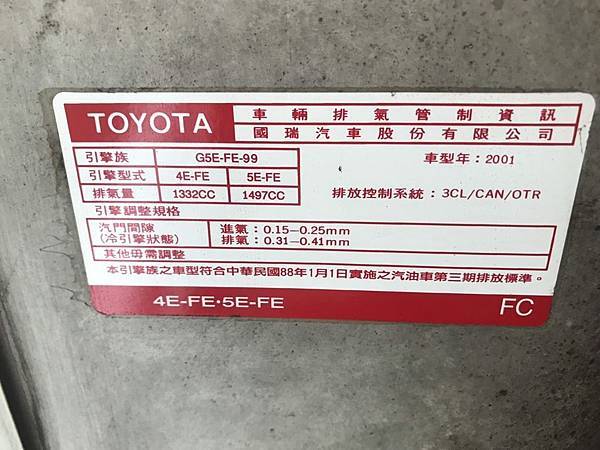 TOYOTA
車輛排氣管制資訊
國瑞汽車股份有限公司
引擎族 G5E-FE-99 車型年：2001
引擎型式 4E-FE 5E-FE
排氣量 1332CC 1497CC 排放控制系統：3CL/CAN/OTR
引擎調整規格
汽門間隙 進氣：0.15-0.25mm
(冷引擎狀態) 排氣：0.31-0.41mm
其他毋需調整
本引擎族之車型符合中華民國88年1月1日實施之汽油車第三期排放標準。
4E-FE·5E-FE FC